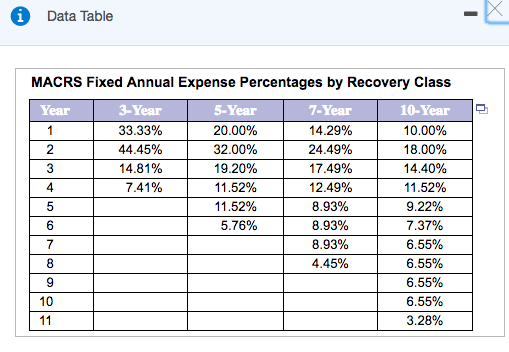 Data Table
MACRS Fixed Annual Expense Percentages by Recovery Class
Year 3-Year 5-Year 7-Year 10-Year
1 33.33% 20.00% 14.29% 10.00%
2 44.45% 32.00% 24.49% 18.00%
3 14.81% 19.20% 17.49% 14.40%
4 7.41% 11.52% 12.49% 11.52%
5 11.52% 8.93% 9.22%
6 5.76% 8.93% 7.37%
7 8.93% 6.55%
8 4.45% 6.55%
9 6.55%
10 6.55%
11 3.28%